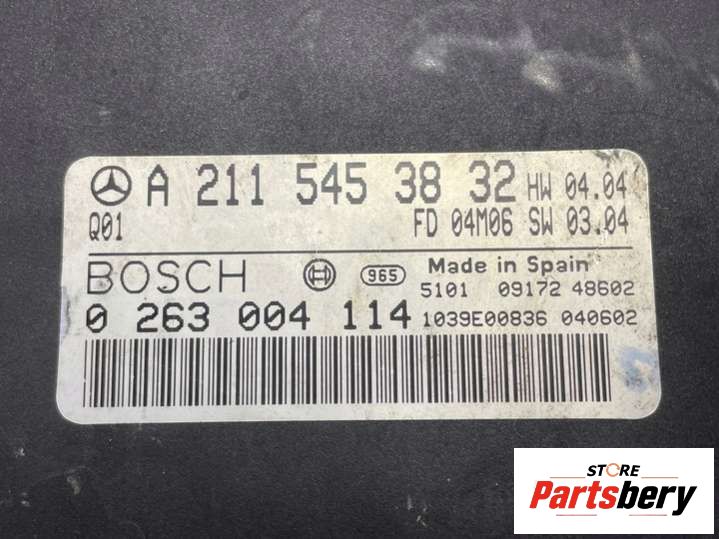 A 211 545 38 32 HW 04.04
Q01 FD 04M06 SW 03.04
BOSCH 965 Made in Spain
5101 09172 48602
0 263 004 114 1039E00836 040602
STORE
Partsbery